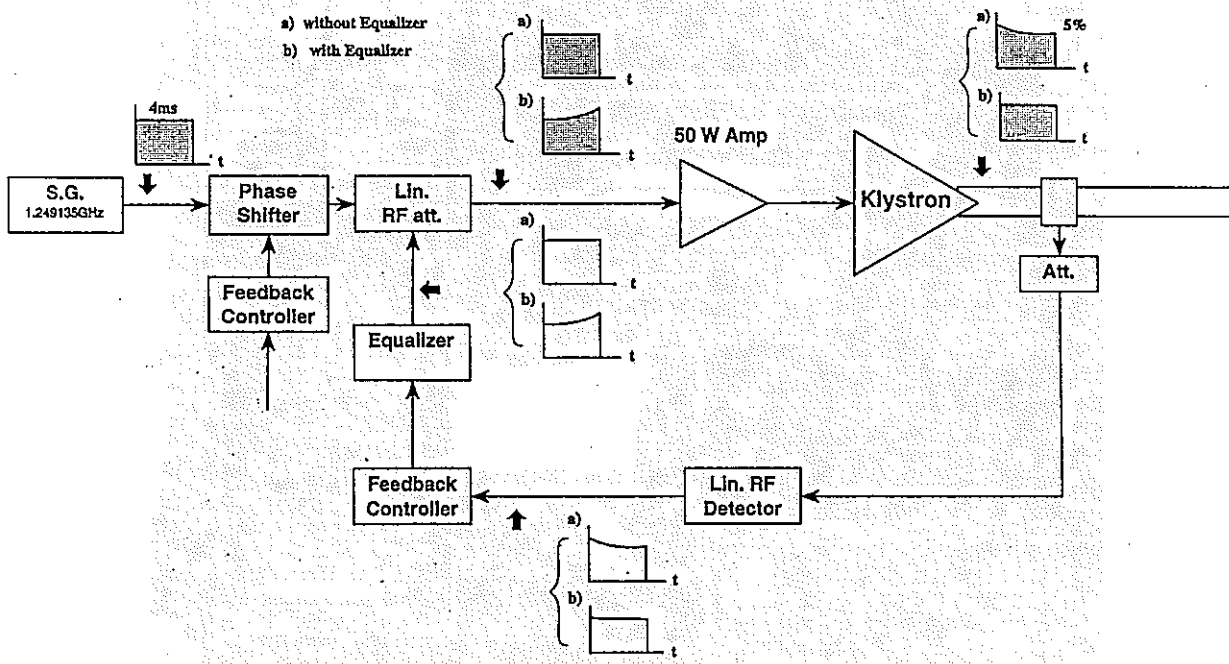 a) without Equalizer
b) with Equalizer
a)
t
b)
t
a)
5%
t
b)
t
4ms
t
50 W Amp
S.G.
1.249135GHz
Phase
Shifter
Lin.
RF att.
Klystron
a)
t
b)
t
Att.
Feedback
Controller
Equalizer
Feedback
Controller
Lin. RF
Detector
a)
t
b)
t